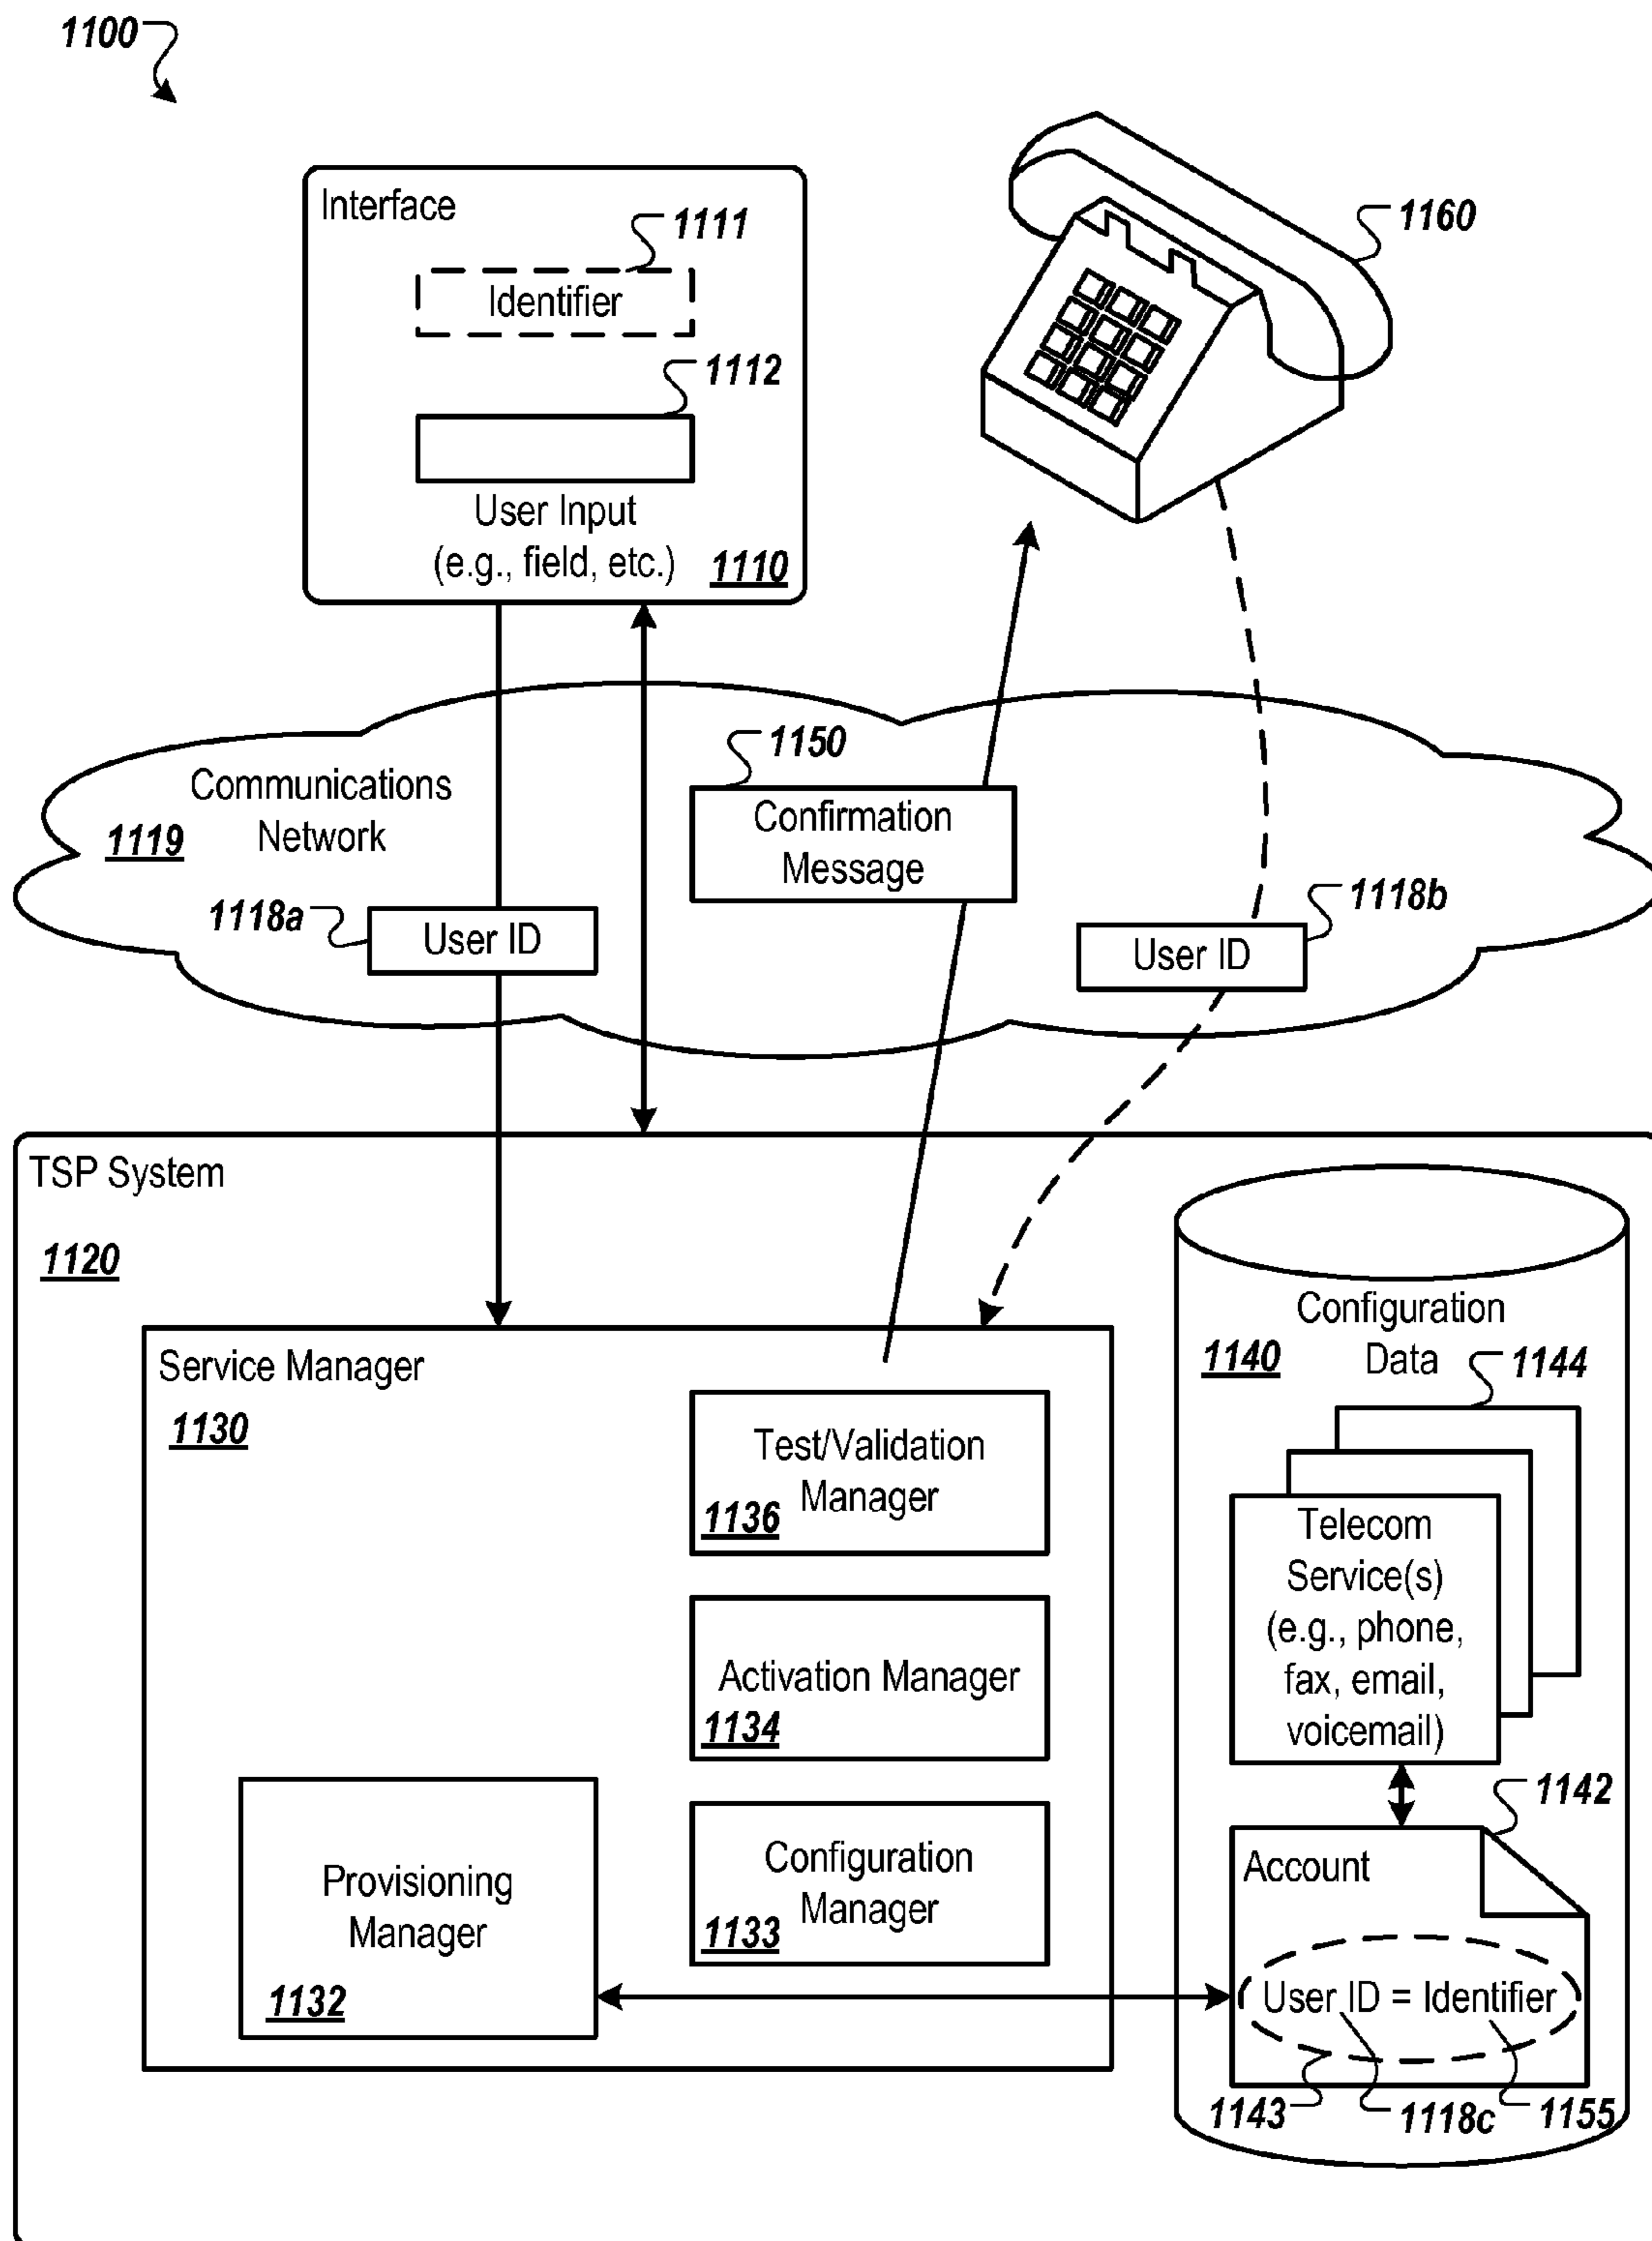 1100
Interface
1111
Identifier
1112
User Input
(e.g., field, etc.)
1110
1160
Communications
Network
1119
1150
Confirmation
Message
1118a
User ID
1118b
User ID
TSP System
1120
Service Manager
1130
Test/Validation
Manager
1136
Activation Manager
1134
Provisioning
Manager
1132
Configuration
Manager
1133
Configuration
Data
1140
1144
Telecom
Service(s)
(e.g., phone,
fax, email,
voicemail)
1142
Account
User ID = Identifier
1143
1118c
1155